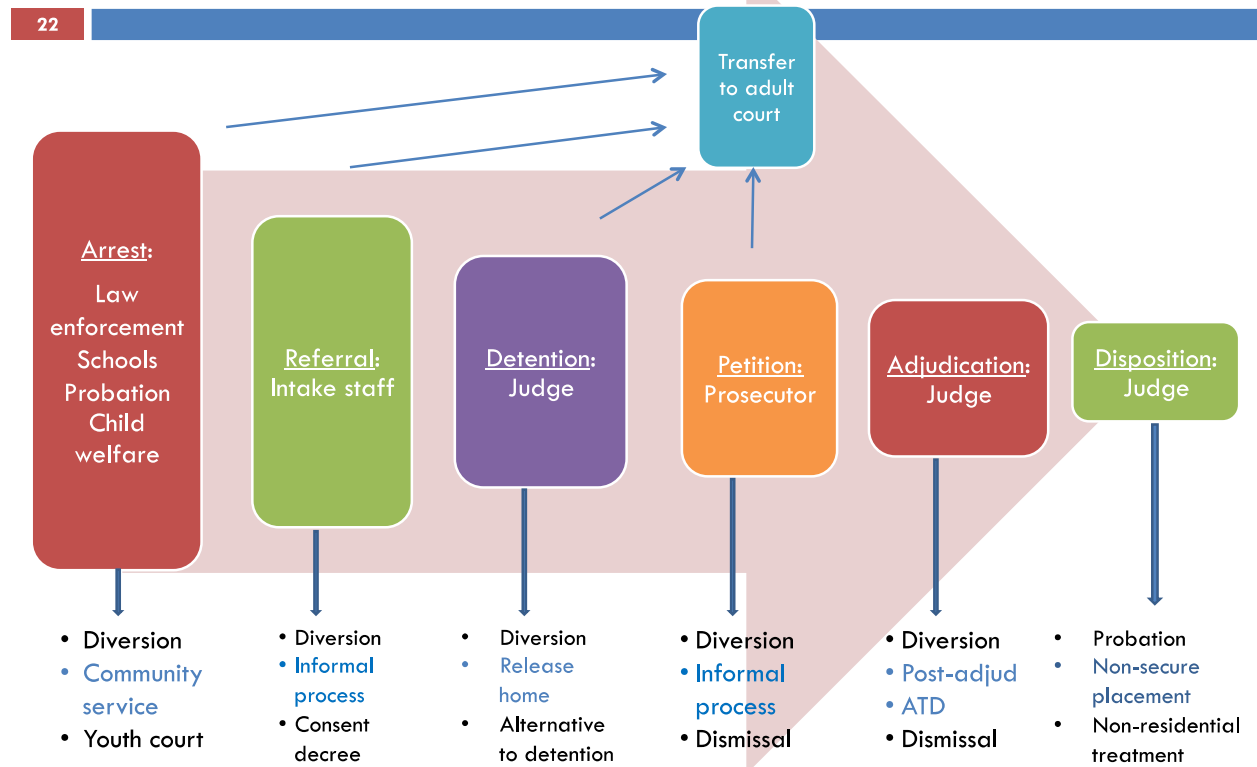 22
Transfer
to adult
court
Arrest:
Law
enforcement
Schools
Probation
Child
welfare
Referral:
Intake staff
Detention:
Judge
Petition:
Prosecutor
Adjudication:
Judge
Disposition:
Judge
• Diversion
• Community
service
• Youth court
• Diversion
• Informal
process
• Consent
decree
• Diversion
• Release
home
• Alternative
to detention
• Diversion
• Informal
process
• Dismissal
• Diversion
• Post-adjud
• ATD
• Dismissal
• Probation
• Non-secure
placement
• Non-residential
treatment